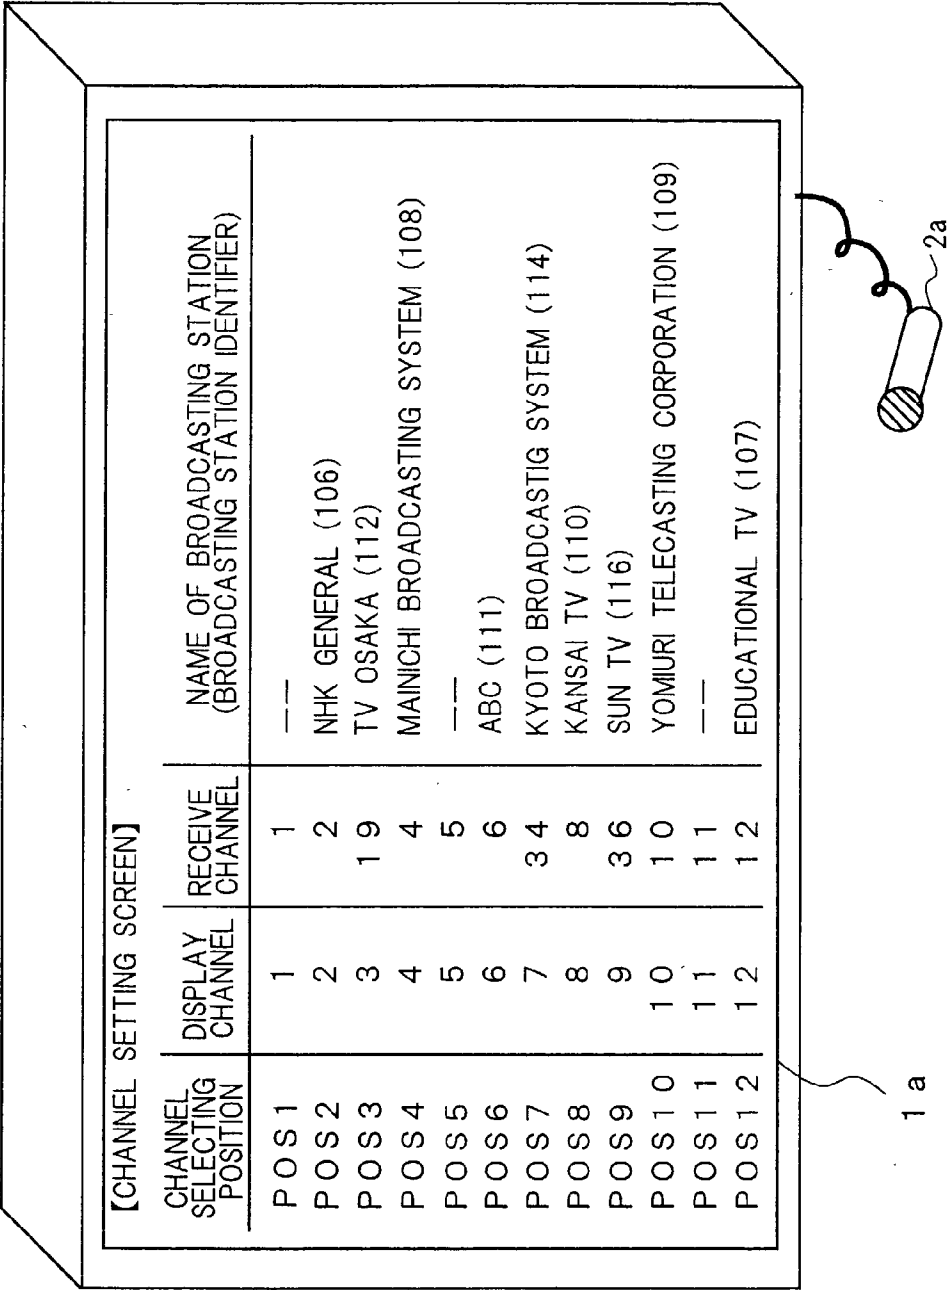 【CHANNEL SETTING SCREEN】
CHANNEL SELECTING POSITION DISPLAY CHANNEL RECEIVE CHANNEL NAME OF BROADCASTING STATION (BROADCASTING STATION IDENTIFIER)
POS1 1 1 ––
POS2 2 2 NHK GENERAL (106)
POS3 3 19 TV OSAKA (112)
POS4 4 4 MAINICHI BROADCASTING SYSTEM (108)
POS5 5 5 ––
POS6 6 6 ABC (111)
POS7 7 34 KYOTO BROADCASTIG SYSTEM (114)
POS8 8 8 KANSAI TV (110)
POS9 9 36 SUN TV (116)
POS10 10 10 YOMIURI TELECASTING CORPORATION (109)
POS11 11 11 ––
POS12 12 12 EDUCATIONAL TV (107)
1a
2a